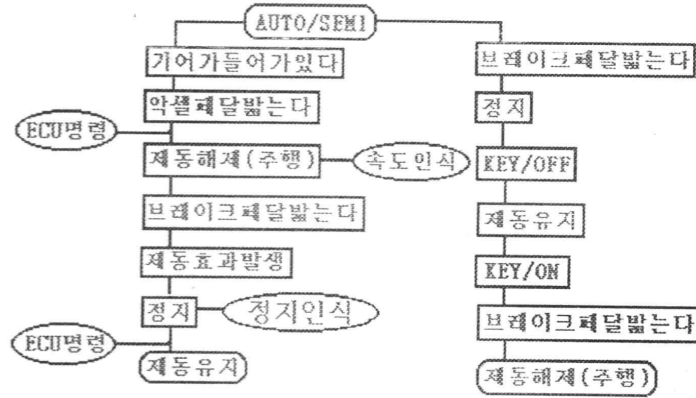 AUTO/SEMI
기어가들어가있다
악셀페달밟는다
ECU명령
제동해제(주행)
속도인식
브레이크페달밟는다
제동효과발생
정지
정지인식
ECU명령
제동유지
브레이크페달밟는다
정지
KEY/OFF
제동유지
KEY/ON
브레이크페달밟는다
제동해제(주행)